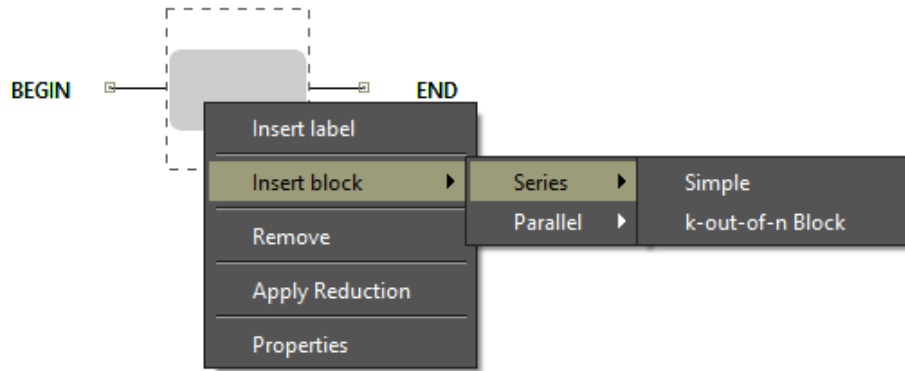 BEGIN
END
Insert label
Insert block
Series
Simple
Parallel
k-out-of-n Block
Remove
Apply Reduction
Properties